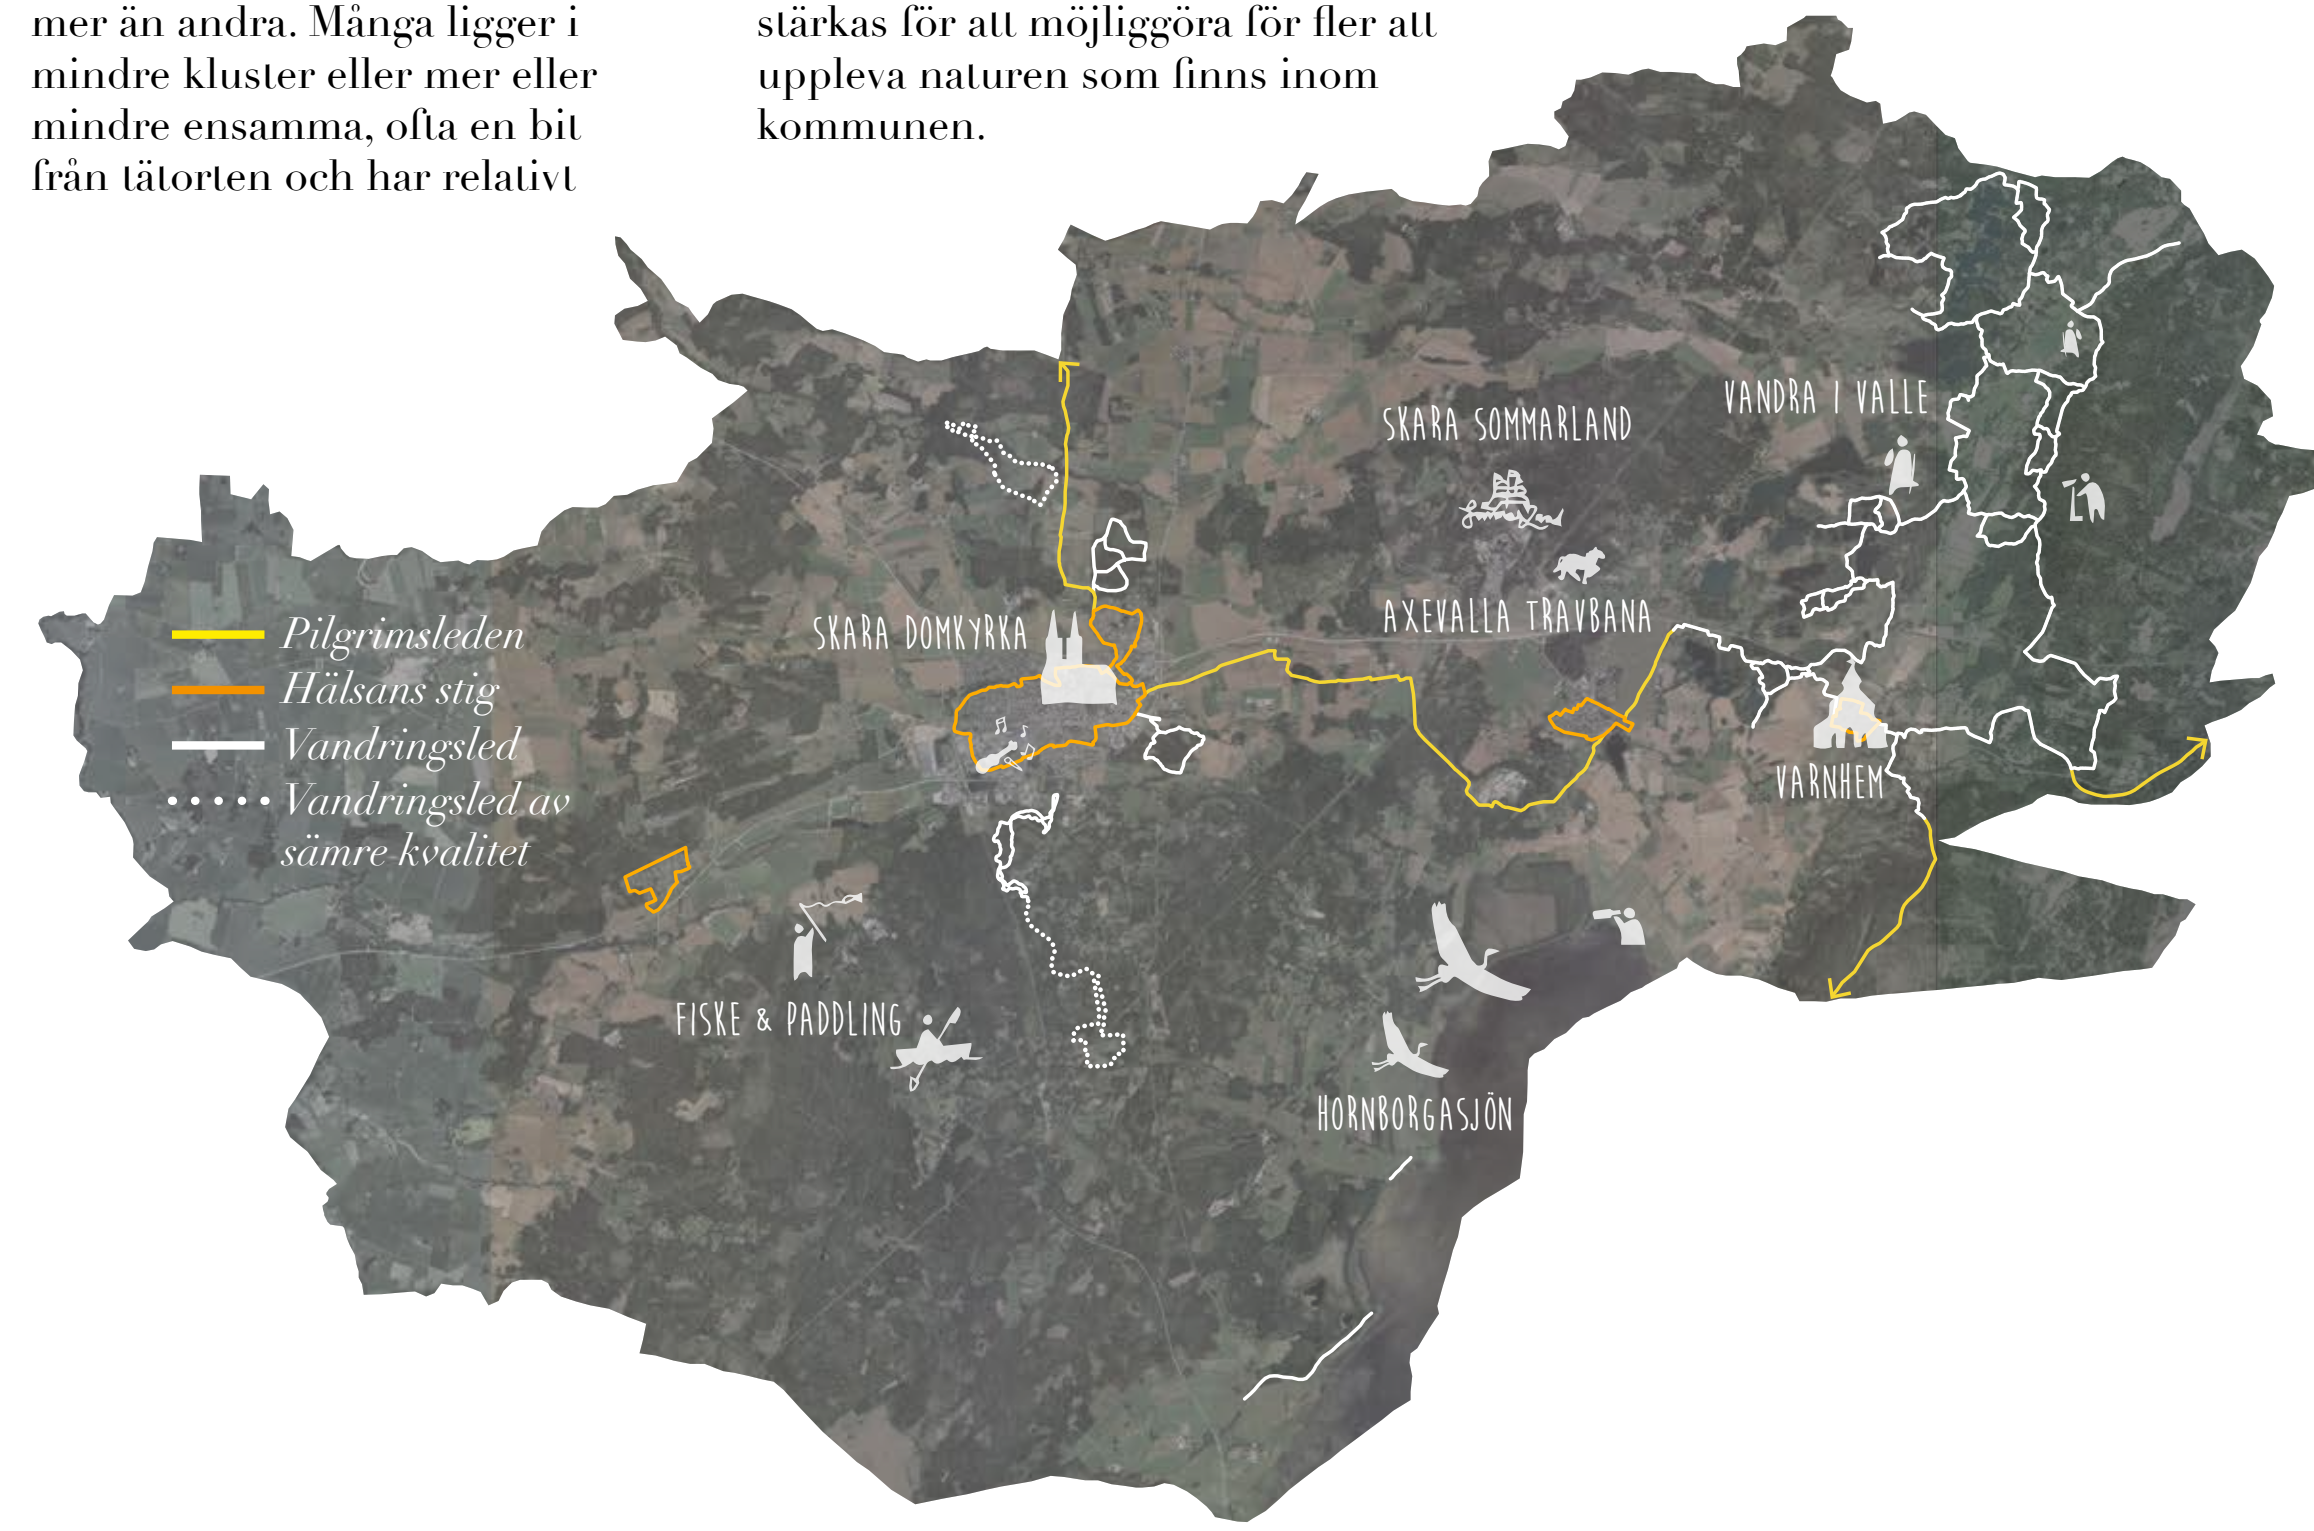 mer än andra. Många ligger i
mindre kluster eller mer eller
mindre ensamma, ofta en bit
från tätorten och har relativt
stärkas för att möjliggöra för fler att
uppleva naturen som finns inom
kommunen.
VANDRA I VALLE
SKARA SOMMARLAND
AXEVALLA TRAVBANA
SKARA DOMKYRKA
Pilgrimsleden
Hälsans stig
Vandringsled
Vandringsled av
sämre kvalitet
VARNHEM
FISKE & PADDLING
HORNBORGASJÖN